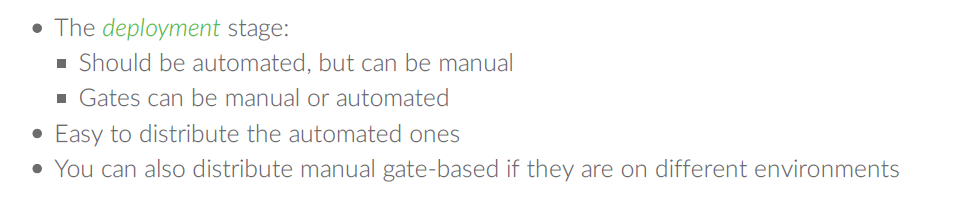 • The deployment stage:
▪ Should be automated, but can be manual
▪ Gates can be manual or automated
• Easy to distribute the automated ones
• You can also distribute manual gate-based if they are on different environments